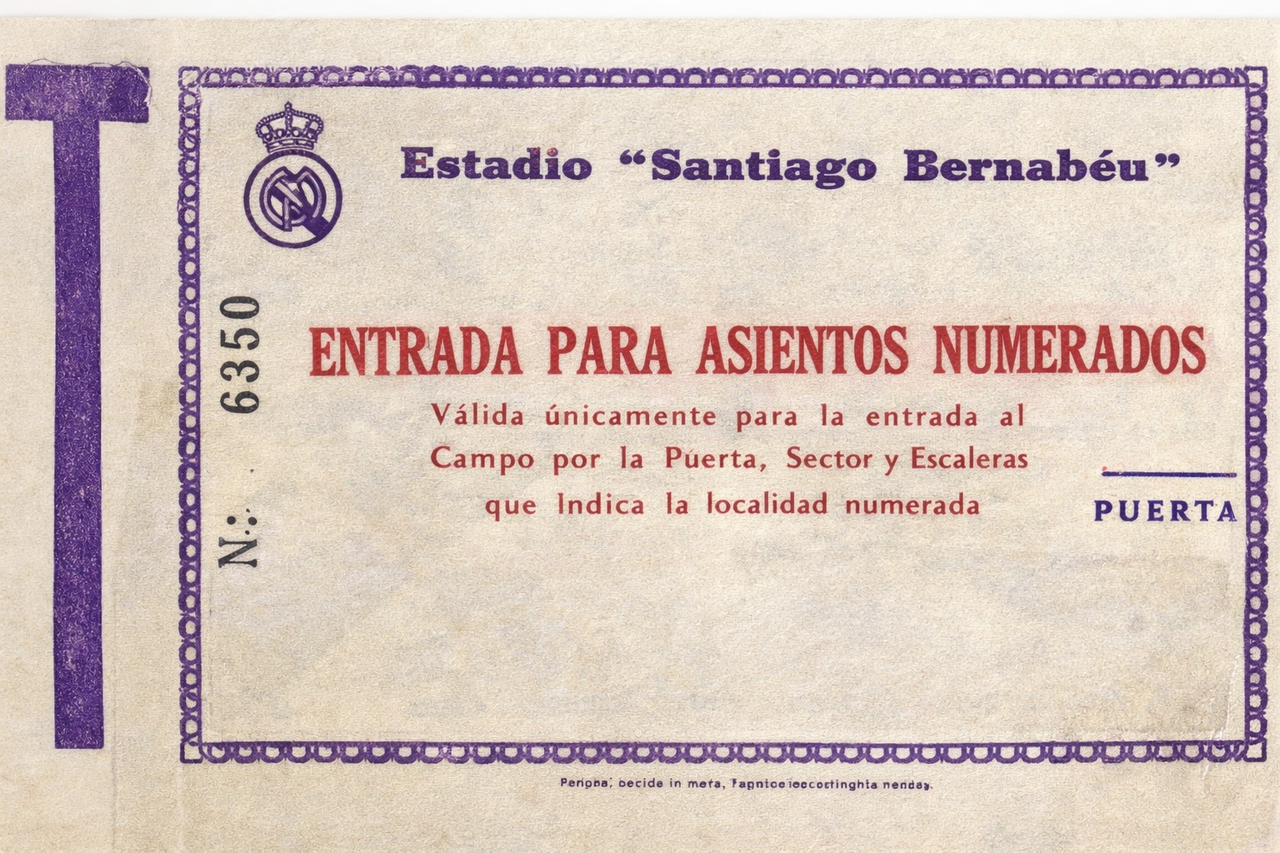 T
Estadio “Santiago Bernabéu”
N.: 6350
ENTRADA PARA ASIENTOS NUMERADOS
Válida únicamente para la entrada al
Campo por la Puerta, Sector y Escaleras
que Indica la localidad numerada
PUERTA